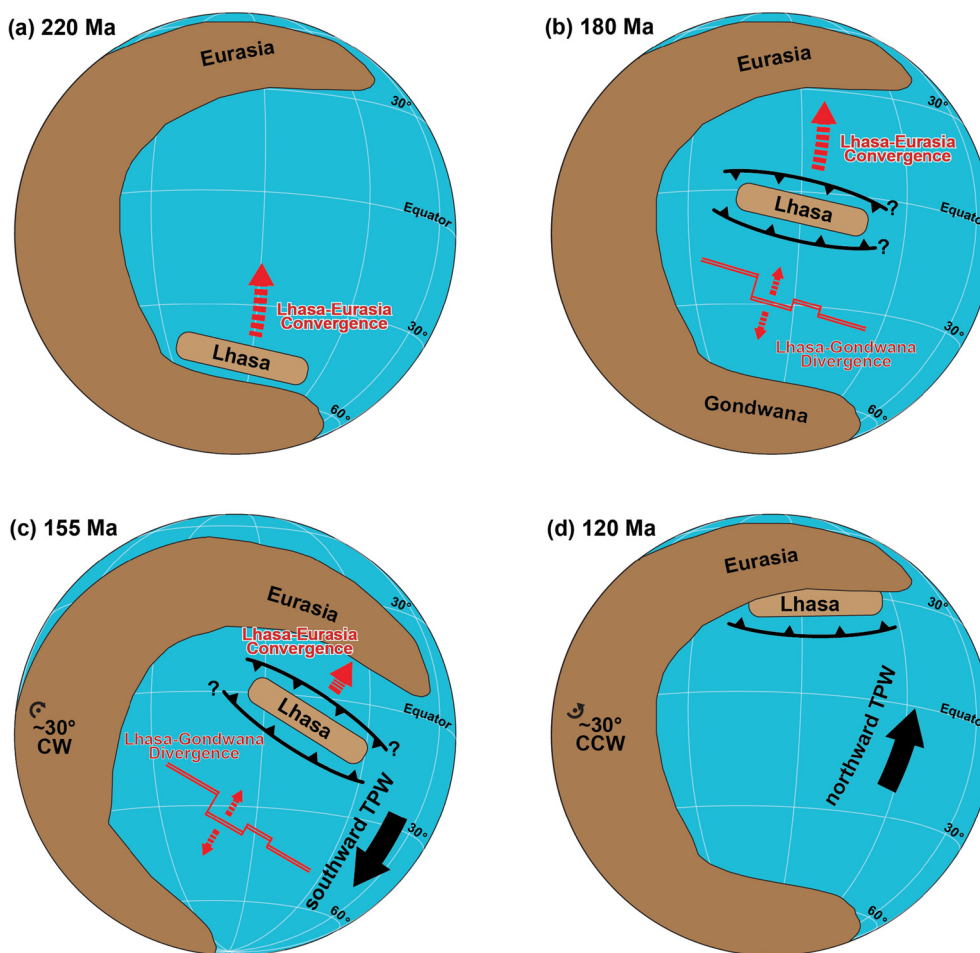 (a) 220 Ma
Eurasia
30°
Equator
Lhasa-Eurasia
Convergence
30°
Lhasa
60°
(b) 180 Ma
Eurasia
30°
Lhasa-Eurasia
Convergence
?
Lhasa
Equator
?
30°
Lhasa-Gondwana
Divergence
Gondwana
60°
(c) 155 Ma
Eurasia
30°
Lhasa-Eurasia
Convergence
?
Lhasa
Equator
~30°
CW
?
Lhasa-Gondwana
Divergence
southward TPW
30°
60°
(d) 120 Ma
Eurasia
Lhasa
30°
Equator
~30°
CCW
northward TPW
30°
60°